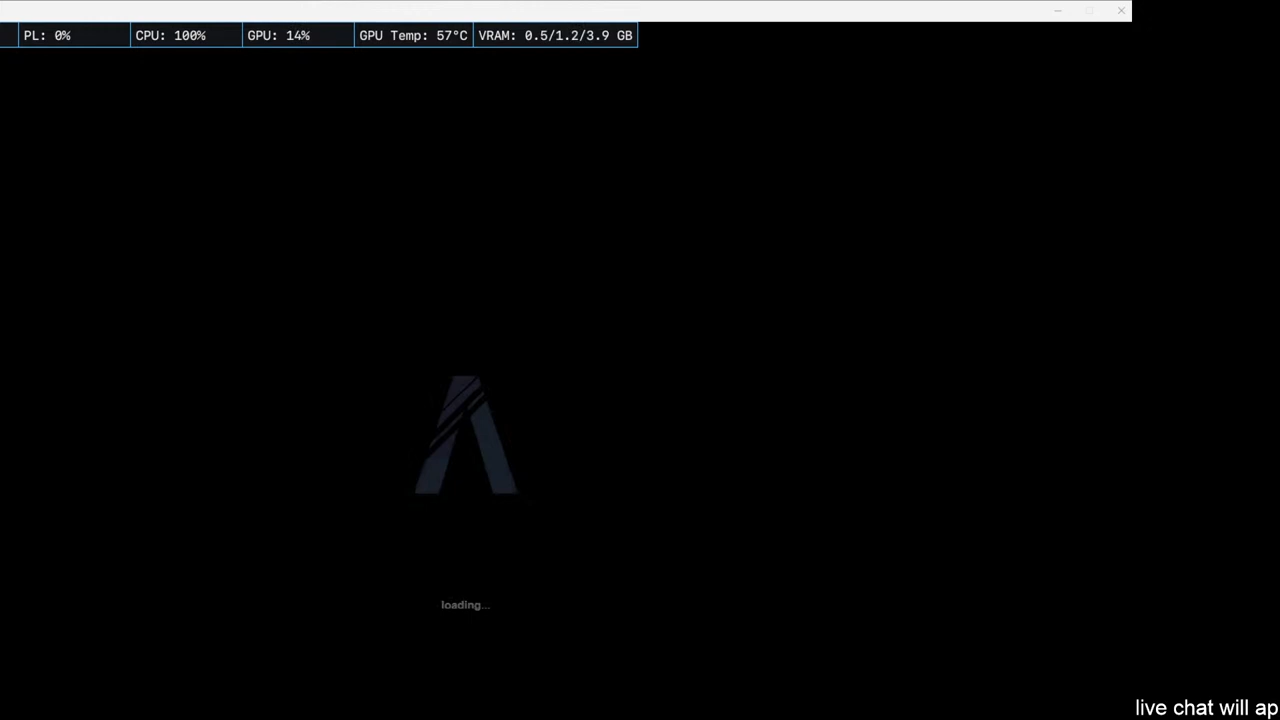 PL: 0% CPU: 100% GPU: 14% GPU Temp: 57°C VRAM: 0.5/1.2/3.9 GB
loading...
live chat will ap